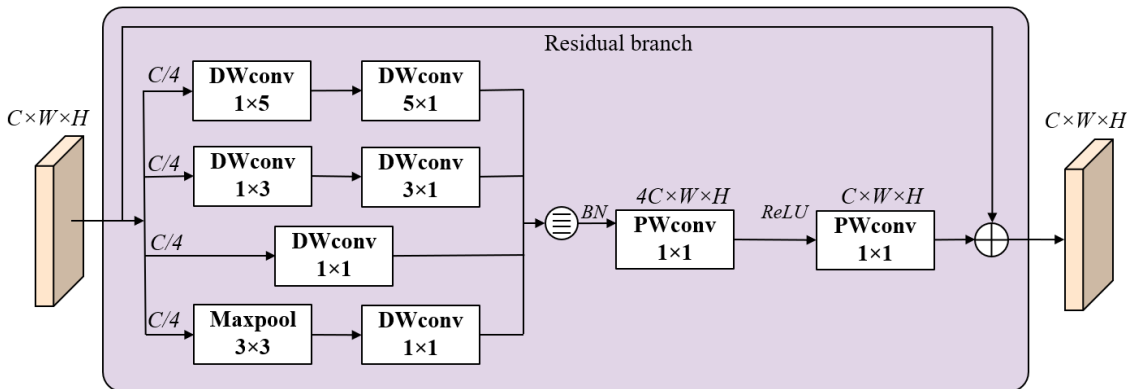 Residual branch
C×W×H
C/4
DWconv
1×5
DWconv
5×1
C/4
DWconv
1×3
DWconv
3×1
C/4
DWconv
1×1
C/4
Maxpool
3×3
DWconv
1×1
BN
4C×W×H
PWconv
1×1
ReLU
C×W×H
PWconv
1×1
C×W×H